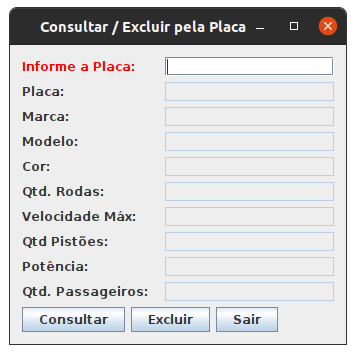 Consultar / Excluir pela Placa
Informe a Placa:
Placa:
Marca:
Modelo:
Cor:
Qtd. Rodas:
Velocidade Máx:
Qtd Pistões:
Potência:
Qtd. Passageiros:
Consultar Excluir Sair